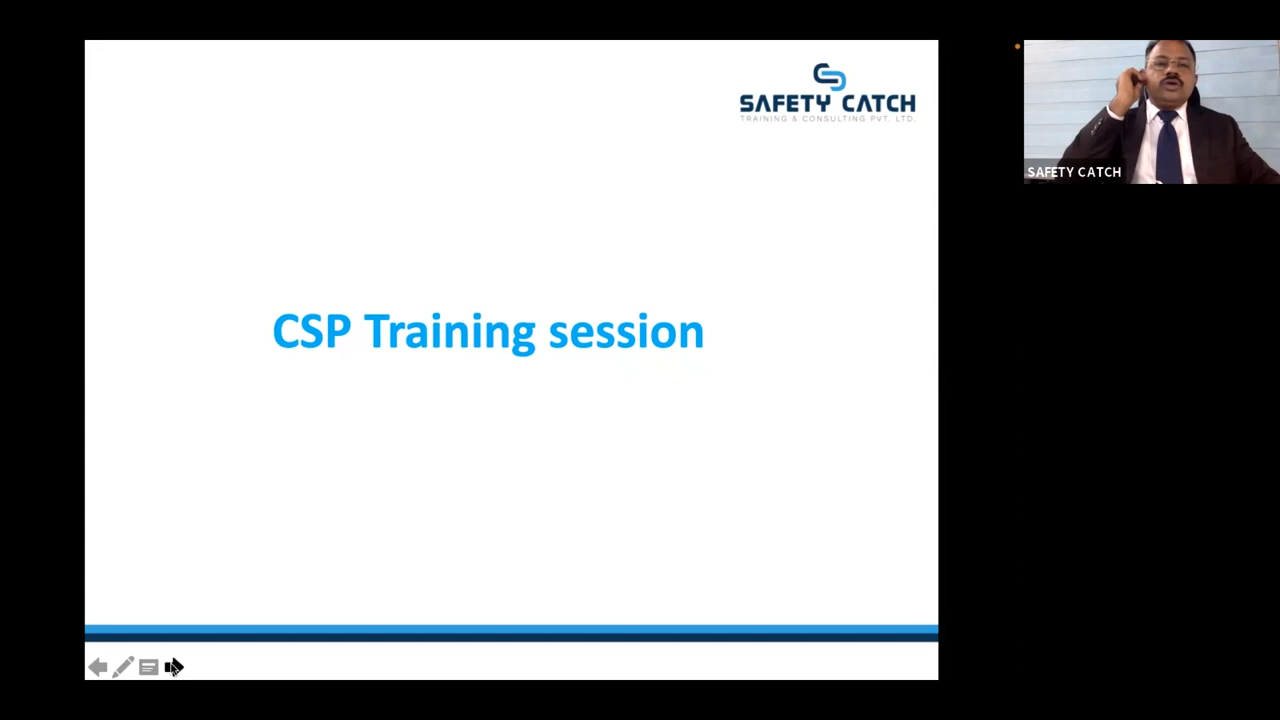 SAFETY CATCH
TRAINING & CONSULTING PVT. LTD.
CSP Training session
SAFETY CATCH